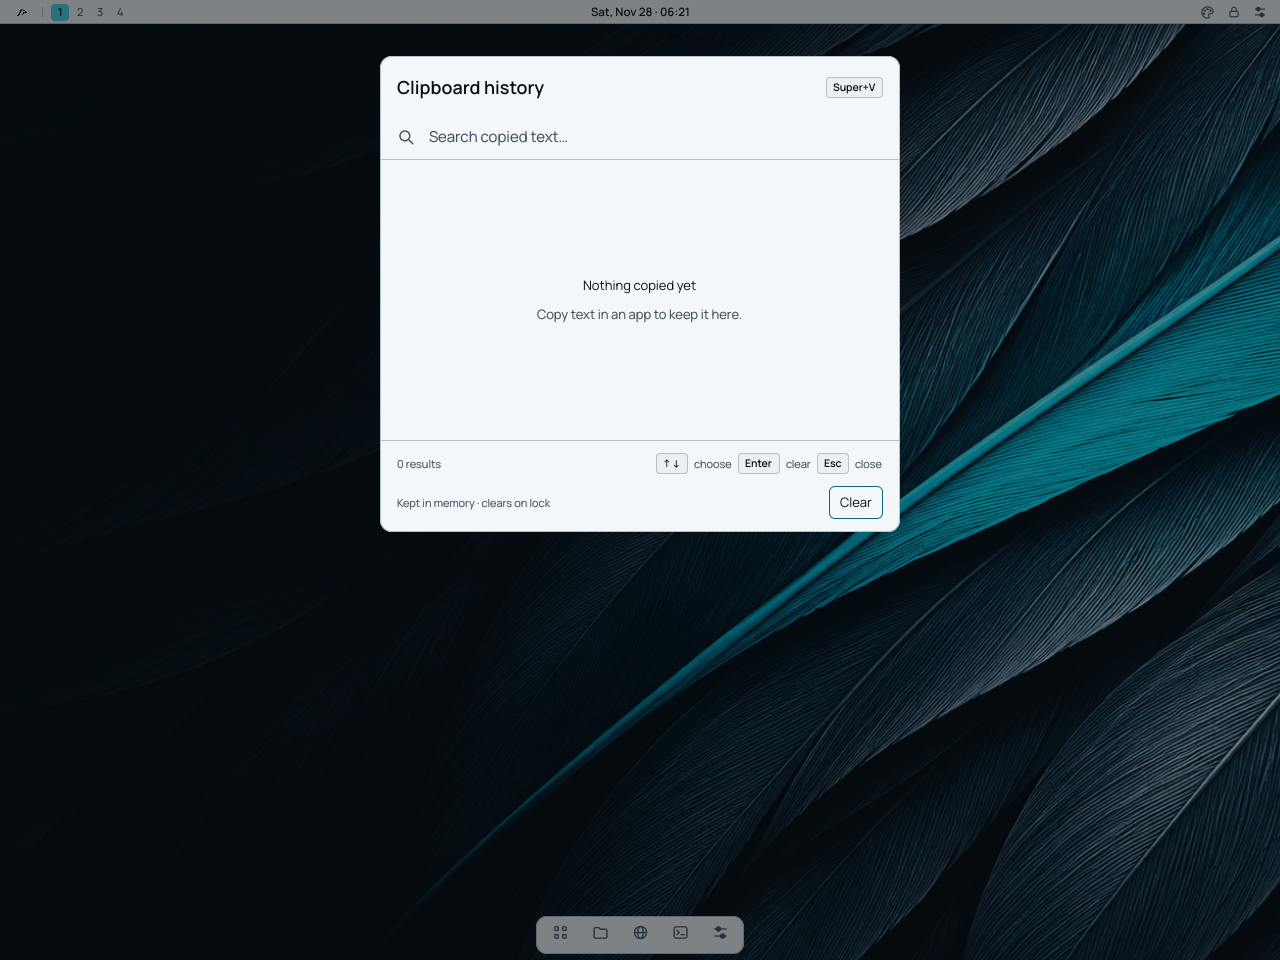 1 2 3 4
Sat, Nov 28 · 06:21
Clipboard history
Super+V
Search copied text...
Nothing copied yet
Copy text in an app to keep it here.
0 results
↑↓ choose Enter clear Esc close
Kept in memory · clears on lock
Clear